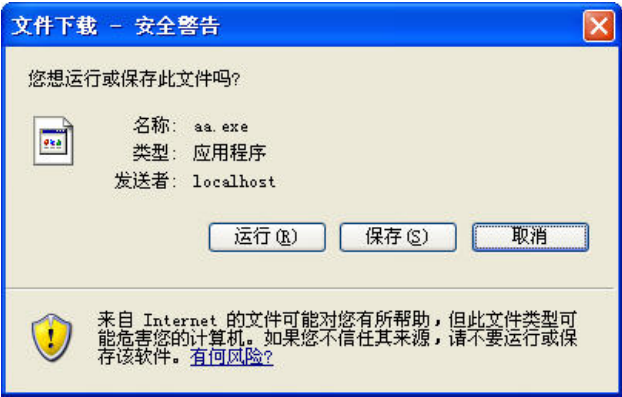 文件下载 - 安全警告
您想运行或保存此文件吗?
名称: aa.exe
类型: 应用程序
发送者: localhost
运行(R) 保存(S) 取消
来自 Internet 的文件可能对您有所帮助，但此文件类型可
能危害您的计算机。如果您不信任其来源，请不要运行或保
存该软件。有何风险?